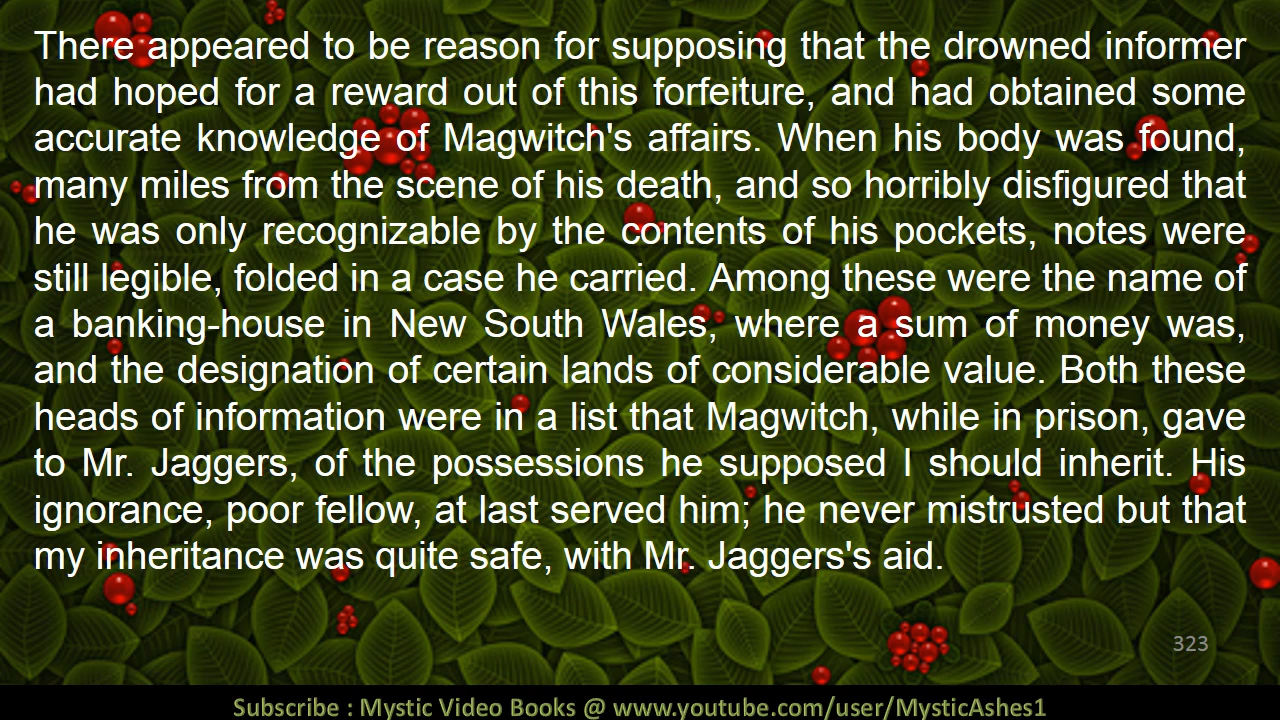 There appeared to be reason for supposing that the drowned informer
had hoped for a reward out of this forfeiture, and had obtained some
accurate knowledge of Magwitch's affairs. When his body was found,
many miles from the scene of his death, and so horribly disfigured that
he was only recognizable by the contents of his pockets, notes were
still legible, folded in a case he carried. Among these were the name of
a banking-house in New South Wales, where a sum of money was,
and the designation of certain lands of considerable value. Both these
heads of information were in a list that Magwitch, while in prison, gave
to Mr. Jaggers, of the possessions he supposed I should inherit. His
ignorance, poor fellow, at last served him; he never mistrusted but that
my inheritance was quite safe, with Mr. Jaggers's aid.
323
Subscribe : Mystic Video Books @ www.youtube.com/user/MysticAshes1